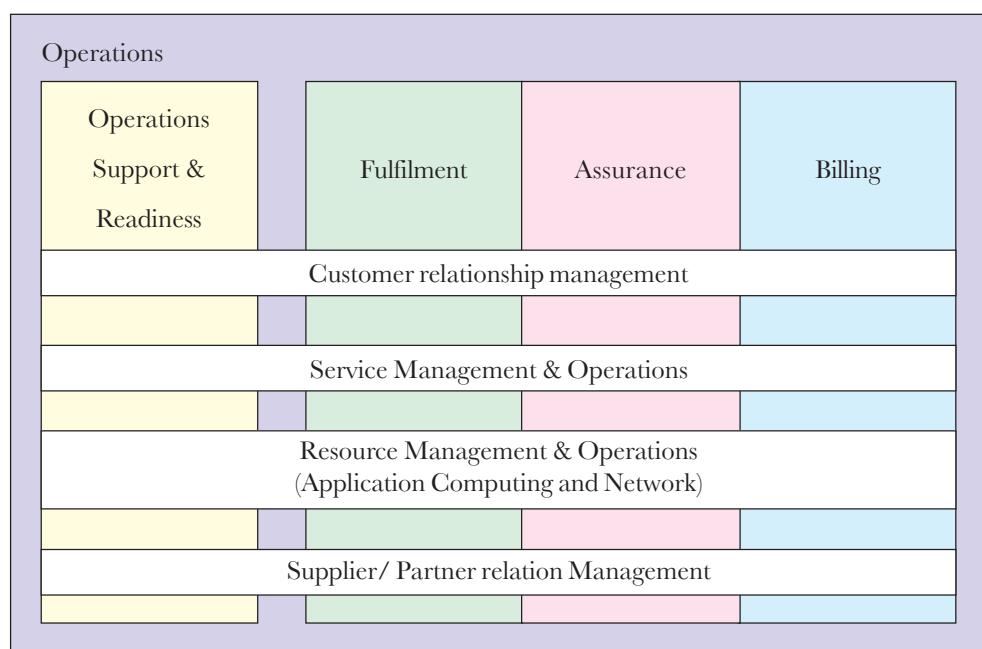 Operations
Operations
Support &
Readiness
Fulfilment
Assurance
Billing
Customer relationship management
Service Management & Operations
Resource Management & Operations
(Application Computing and Network)
Supplier/ Partner relation Management